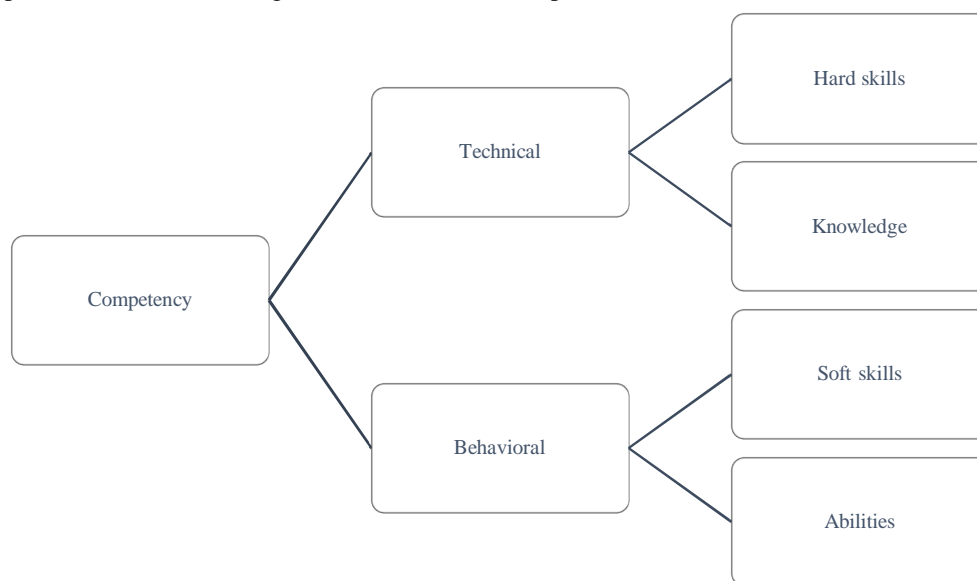 Hard skills
Technical
Knowledge
Competency
Soft skills
Behavioral
Abilities